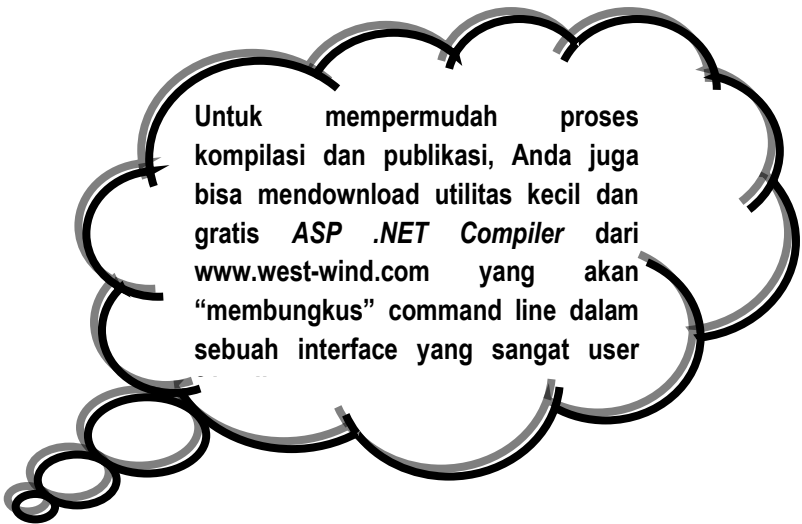 Untuk mempermudah proses
kompilasi dan publikasi, Anda juga
bisa mendownload utilitas kecil dan
gratis ASP .NET Compiler dari
www.west-wind.com yang akan
“membungkus” command line dalam
sebuah interface yang sangat user